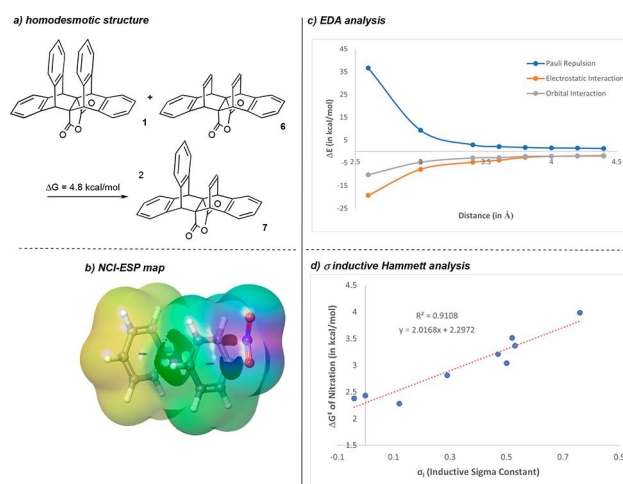 a) homodesmotic structure
O
O
O
1
+
O
O
O
6
ΔG = 4.8 kcal/mol
2
O
O
O
7
b) NCI-ESP map
c) EDA analysis
45
35
25
15
5
-5
-15
-25
2.5
3
3.5
4
4.5
ΔE (in kcal/mol)
Distance (in Å)
Pauli Repulsion
Electrostatic Interaction
Orbital Interaction
d) σ inductive Hammett analysis
4.5
4
3.5
3
2.5
2
1.5
-0.1
0.1
0.3
0.5
0.7
0.9
R² = 0.9108
y = 2.0168x + 2.2972
ΔG‡ of Nitration (in kcal/mol)
σI (Inductive Sigma Constant)